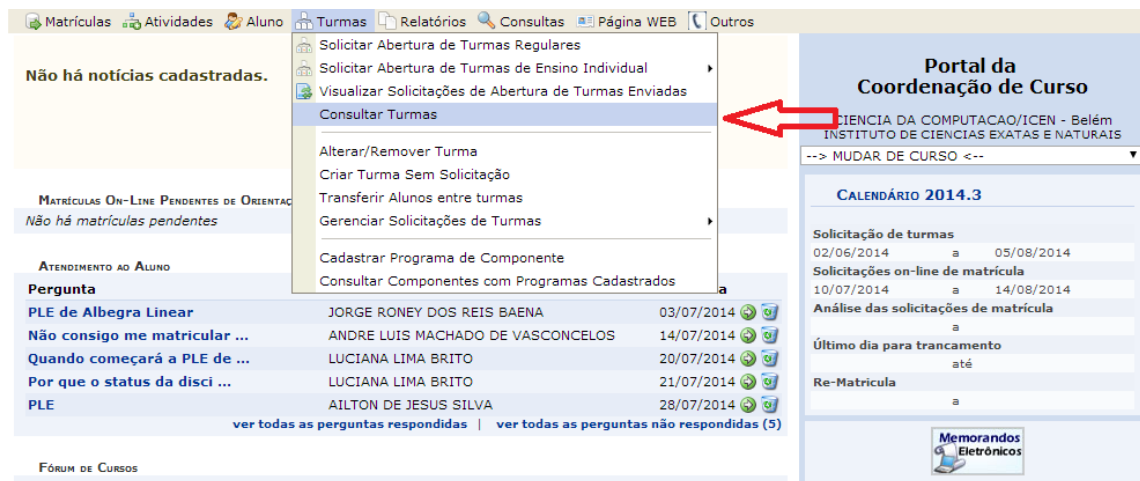 Matrículas Atividades Aluno Turmas Relatórios Consultas Página WEB Outros
Solicitar Abertura de Turmas Regulares
Solicitar Abertura de Turmas de Ensino Individual
Visualizar Solicitações de Abertura de Turmas Enviadas
Consultar Turmas
Alterar/Remover Turma
Criar Turma Sem Solicitação
Transferir Alunos entre turmas
Gerenciar Solicitações de Turmas
Cadastrar Programa de Componente
Consultar Componentes com Programas Cadastrados
Não há notícias cadastradas.
Matrículas On-Line Pendentes de Orientaç
Não há matrículas pendentes
Atendimento ao Aluno
Pergunta a
PLE de Albegra Linear JORGE RONEY DOS REIS BAENA 03/07/2014
Não consigo me matricular ... ANDRE LUIS MACHADO DE VASCONCELOS 14/07/2014
Quando começará a PLE de ... LUCIANA LIMA BRITO 20/07/2014
Por que o status da disci ... LUCIANA LIMA BRITO 21/07/2014
PLE AILTON DE JESUS SILVA 28/07/2014
ver todas as perguntas respondidas | ver todas as perguntas não respondidas (5)
Fórum de Cursos
Portal da
Coordenação de Curso
CIENCIA DA COMPUTACAO/ICEN - Belém
INSTITUTO DE CIENCIAS EXATAS E NATURAIS
--> MUDAR DE CURSO <--
Calendário 2014.3
Solicitação de turmas
02/06/2014 a 05/08/2014
Solicitações on-line de matrícula
10/07/2014 a 14/08/2014
Análise das solicitações de matrícula
a
Último dia para trancamento
até
Re-Matricula
a
Memorandos
Eletrônicos